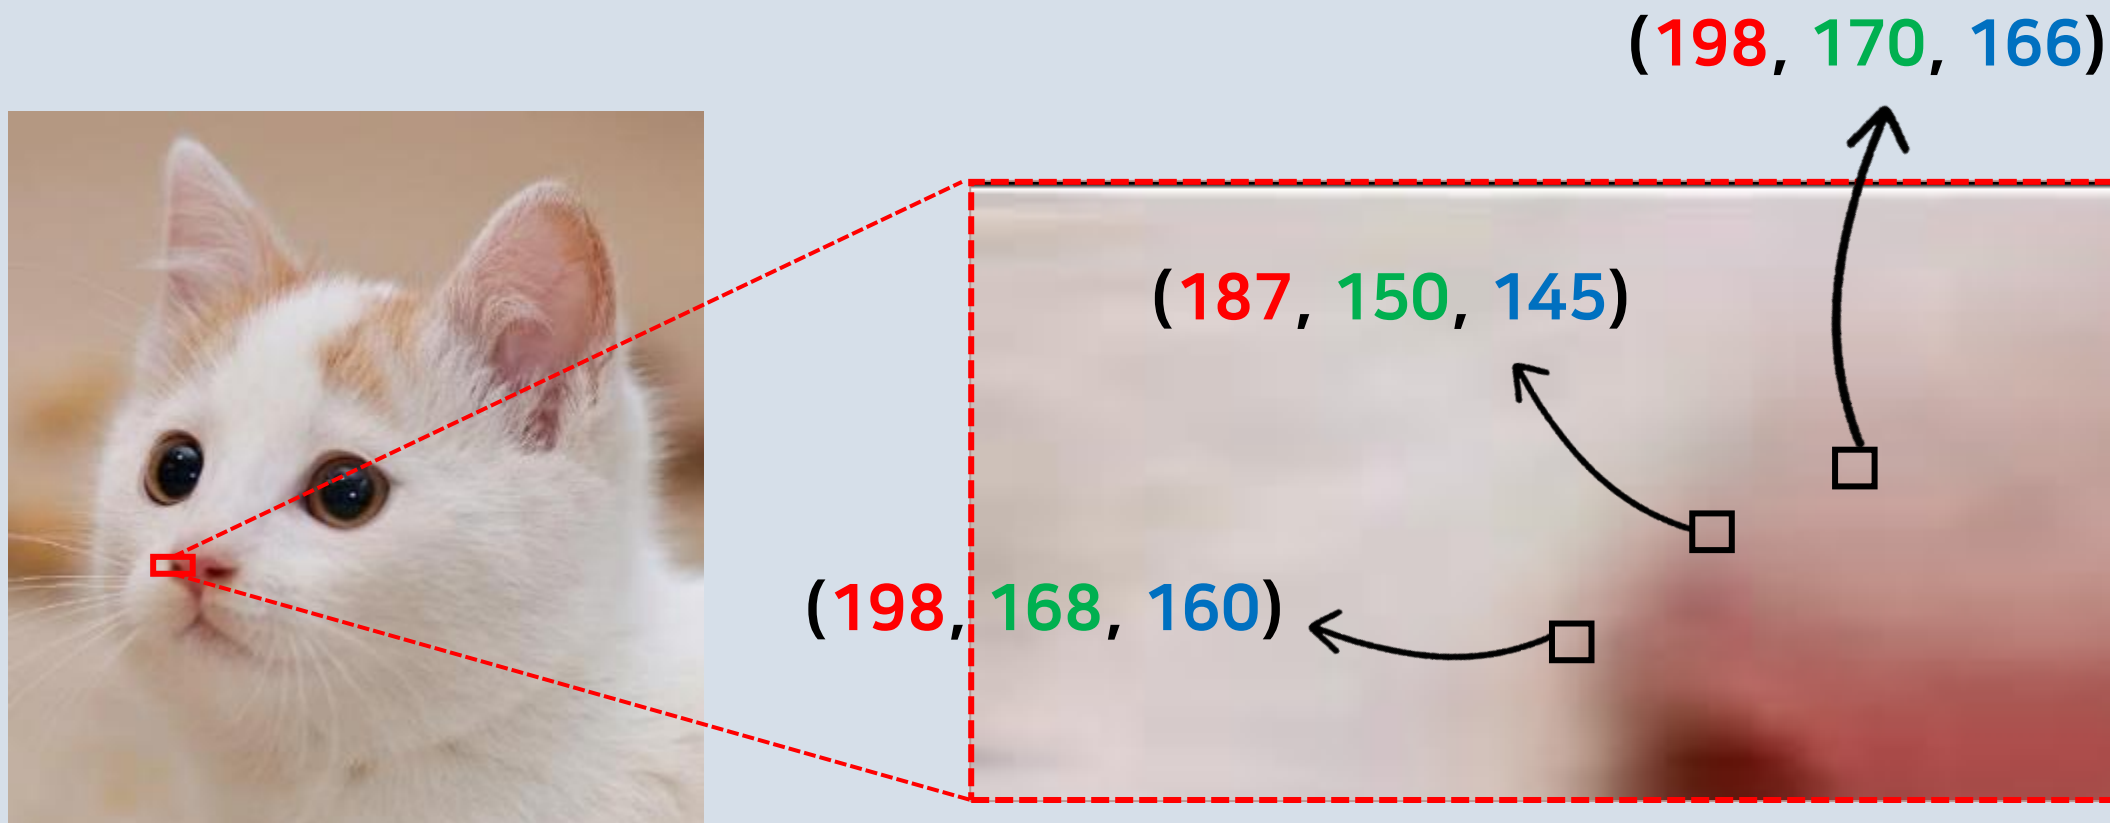 (198, 170, 166)
(187, 150, 145)
(198, 168, 160)